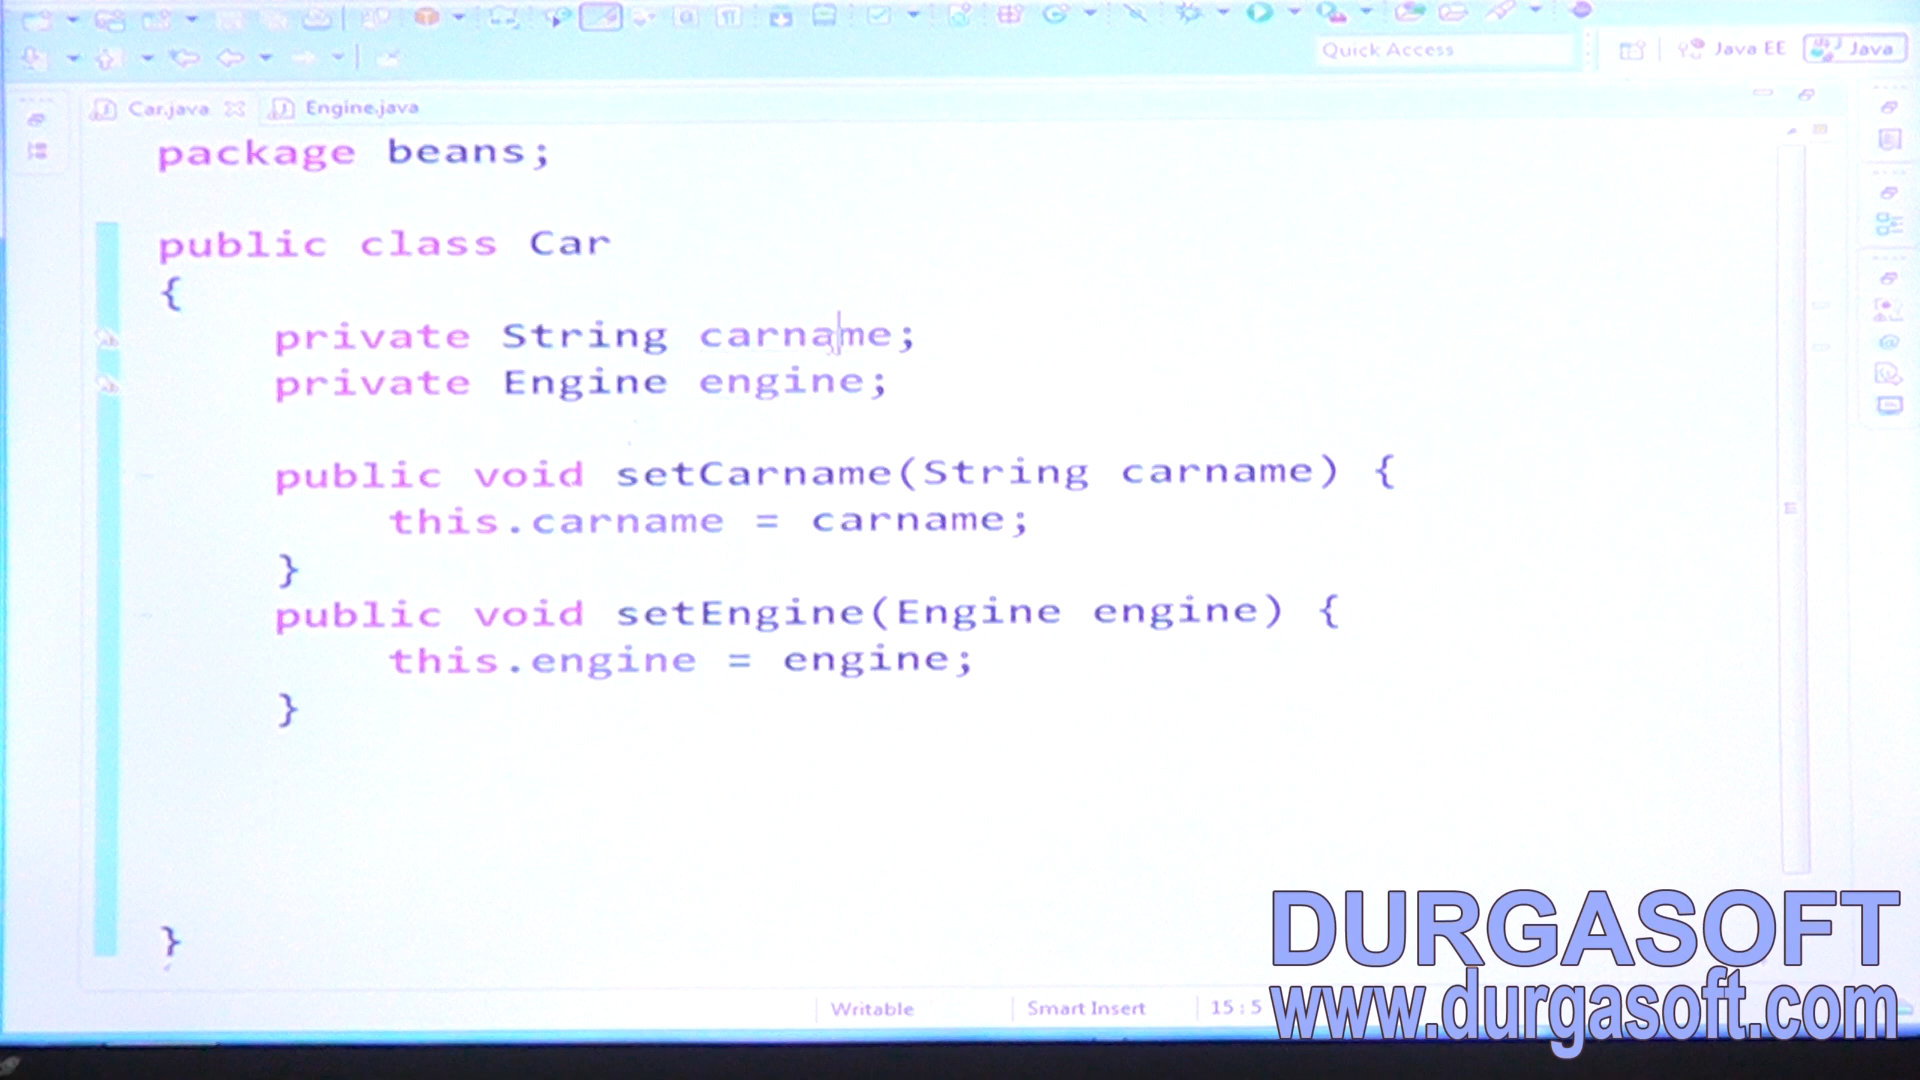 Quick Access
Java EE
Java
Car.java
Engine.java
package beans;
public class Car
{
private String carname;
private Engine engine;
public void setCarname(String carname) {
this.carname = carname;
}
public void setEngine(Engine engine) {
this.engine = engine;
}
}
Writable
Smart Insert
15 : 5
DURGASOFT
www.durgasoft.com